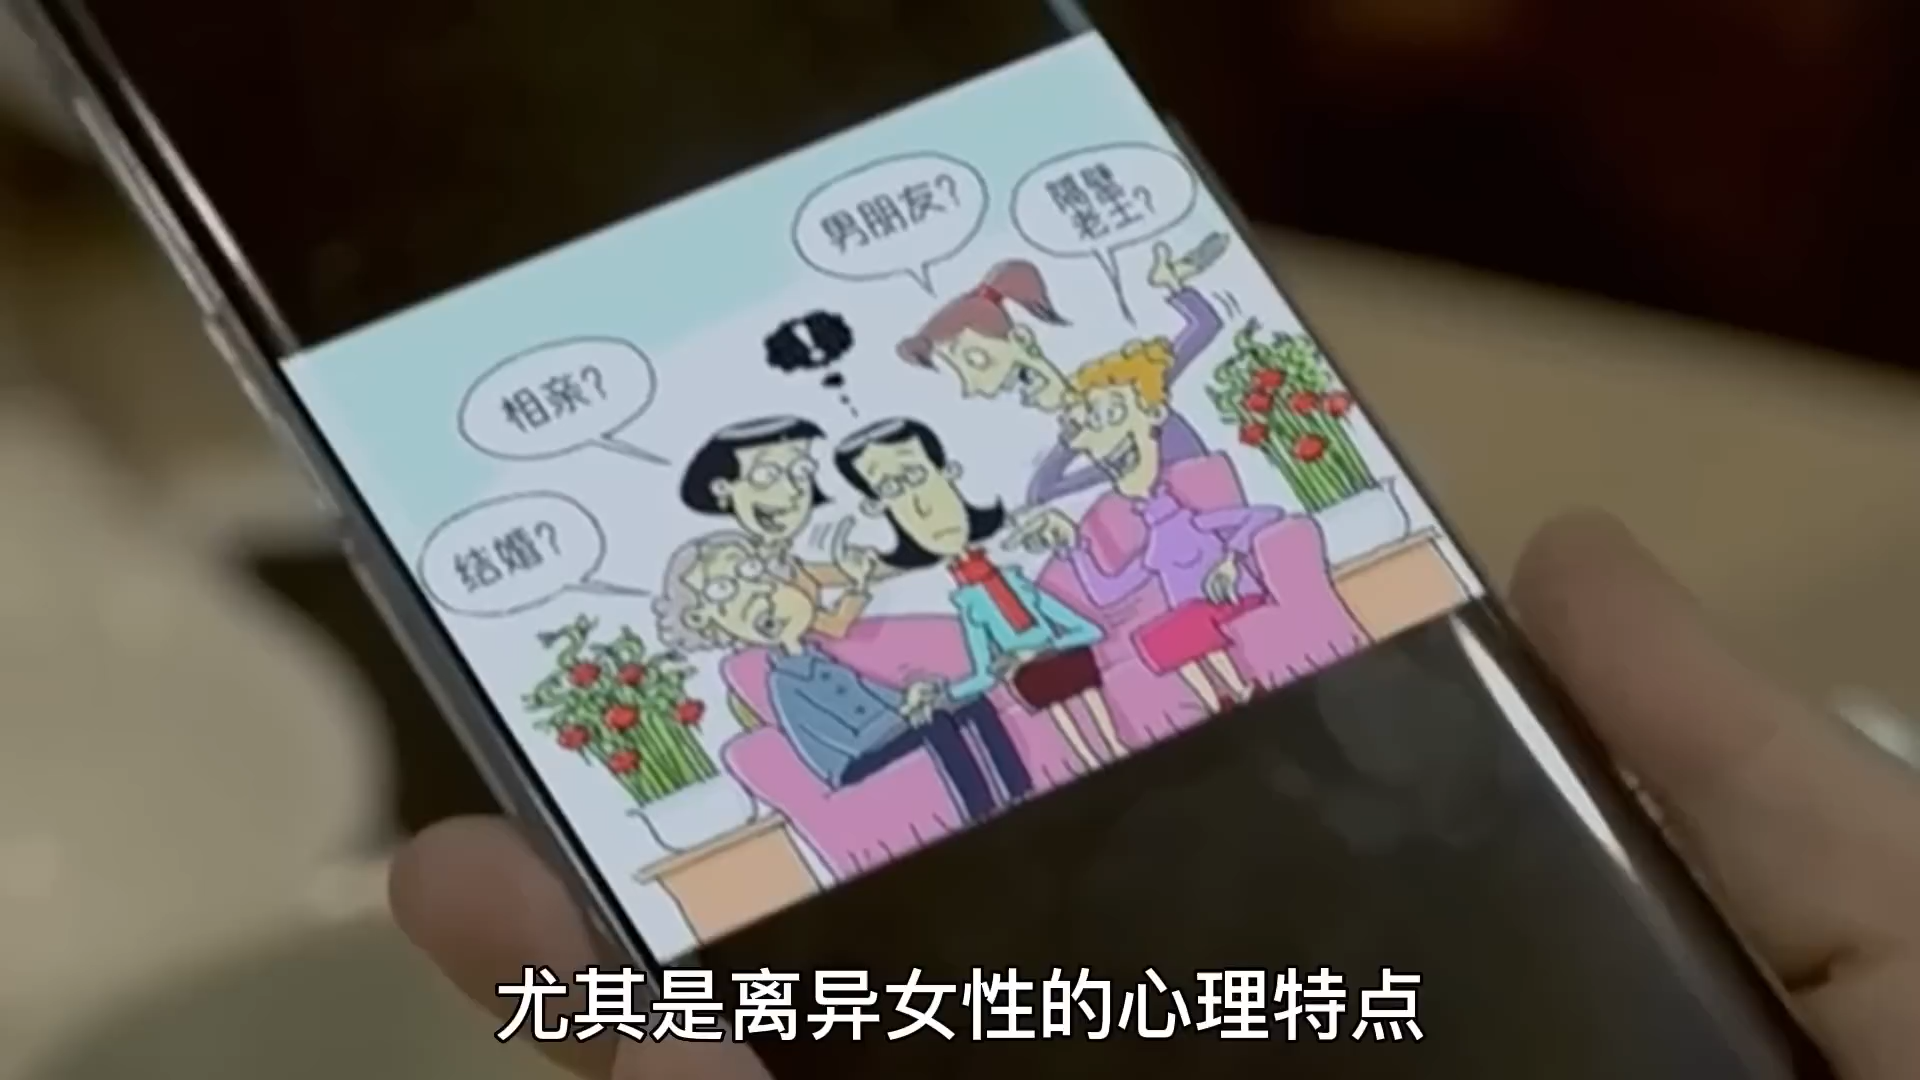 男朋友?
隔壁
老王?
相亲?
结婚?
!
尤其是离异女性的心理特点